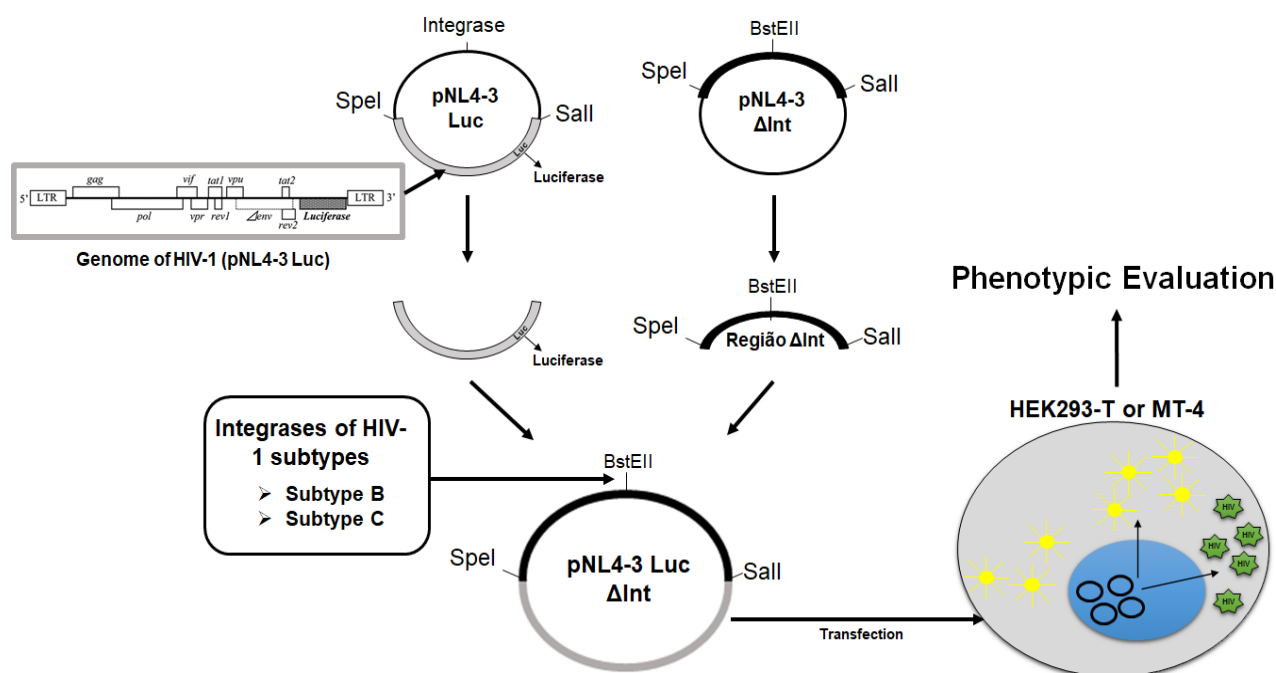 Integrase
SpeI
pNL4-3
Luc
SalI
Luc
Luciferase
BstEII
SpeI
pNL4-3
ΔInt
SalI
gag
vif
tat1
vpu
tat2
5'
LTR
LTR
3'
pol
vpr
rev1
Δenv
rev2
Luciferase
Genome of HIV-1 (pNL4-3 Luc)
Luc
Luciferase
BstEII
SpeI
Região ΔInt
SalI
Phenotypic Evaluation
Integrases of HIV-
1 subtypes
➢ Subtype B
➢ Subtype C
BstEII
SpeI
pNL4-3 Luc
ΔInt
SalI
Transfection
HEK293-T or MT-4
HIV
HIV
HIV
HIV
HIV